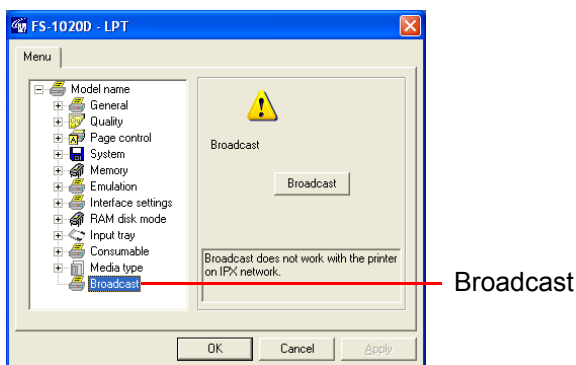 FS-1020D - LPT
Menu
Model name
General
Quality
Page control
System
Memory
Emulation
Interface settings
RAM disk mode
Input tray
Consumable
Media type
Broadcast
Broadcast
Broadcast
Broadcast does not work with the printer
on IPX network.
Broadcast
OK Cancel Apply